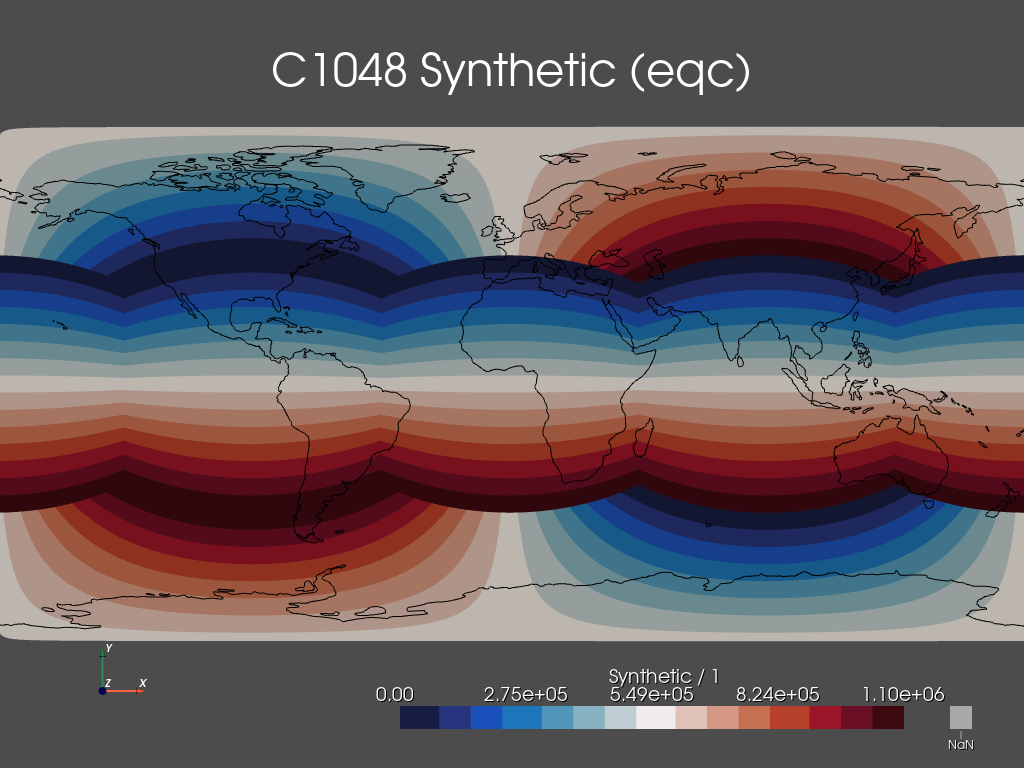 C1048 Synthetic (eqc)
Y
Z X
Synthetic / 1
0.00 2.75e+05 5.49e+05 8.24e+05 1.10e+06
NaN